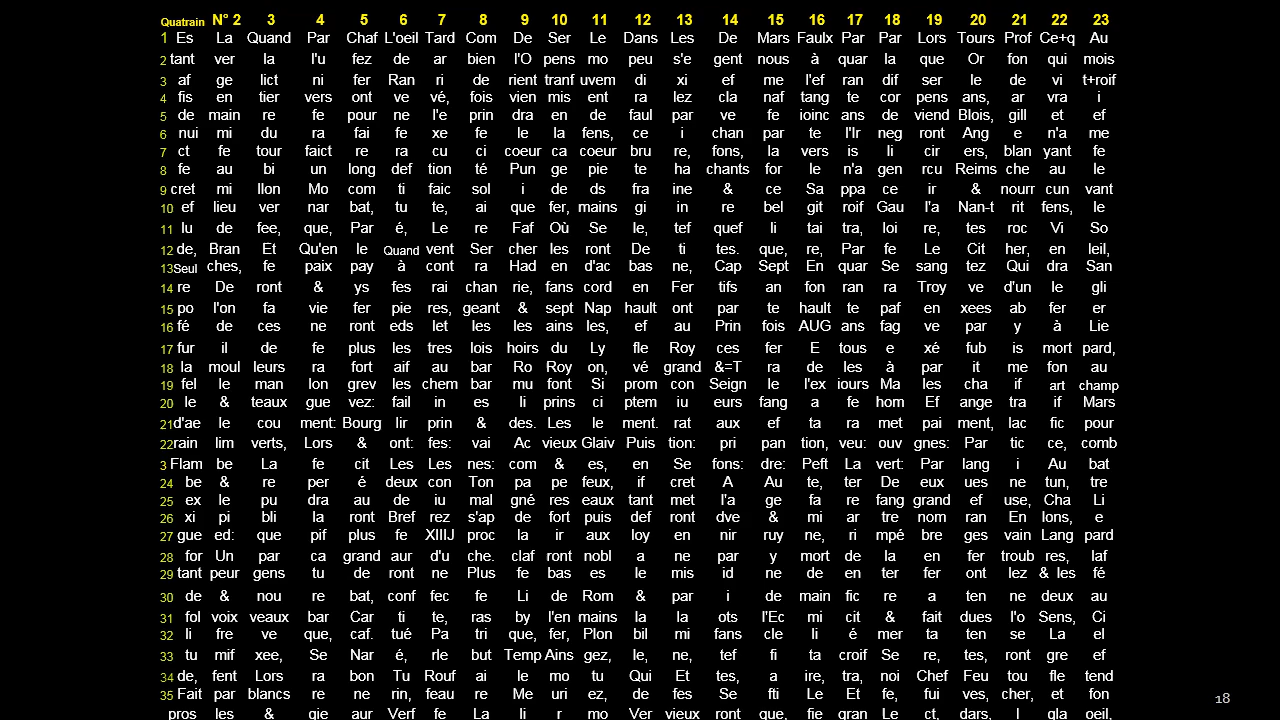 Quatrain N° 2 3 4 5 6 7 8 9 10 11 12 13 14 15 16 17 18 19 20 21 22 23
1 Es La Quand Par Chaf L'oeil Tard Com De Ser Le Dans Les De Mars Faulx Par Par Lors Tours Prof Ce+q Au
2 tant ver la l'u fez de ar bien l'O pens mo peu s'e gent nous à quar la que Or fon qui mois
3 af ge lict ni fer Ran ri de rient tranf uvem di xi ef me l'ef ran dif ser le de vi t+roif
4 fis en tier vers ont ve vé, fois vien mis ent ra lez cla naf tang te cor pens ans, ar vra i
5 de main re fe pour ne l'e prin dra en de faul par ve fe ioinc ans de viend Blois, gill et ef
6 nui mi du ra fai fe xe fe le la fens, ce i chan par te l'Ir neg ront Ang e n'a me
7 ct fe tour faict re ra cu ci coeur ca coeur bru re, fons, la vers is li cir ers, blan yant fe
8 fe au bi un long def tion té Pun ge pie te ha chants for le n'a gen rcu Reims che au le
9 cret mi llon Mo com ti faic sol i de ds fra ine & ce Sa ppa ce ir & nourr cun vant
10 ef lieu ver nar bat, tu te, ai que fer, mains gi in re bel git roif Gau l'a Nan-t rit fens, le
11 lu de fee, que, Par é, Le re Faf Où Se le, tef quef li tai tra, loi re, tes roc Vi So
12 de, Bran Et Qu'en le Quand vent Ser cher les ront De ti tes. que, re, Par fe Le Cit her, en leil,
13Seul ches, fe paix pay à cont ra Had en d'ac bas ne, Cap Sept En quar Se sang tez Qui dra San
14 re De ront & ys fes rai chan rie, fans cord en Fer tifs an fon ran ra Troy ve d'un le gli
15 po l'on fa vie fer pie res, geant & sept Nap hault ont par te hault te paf en xees ab fer er
16 fé de ces ne ront eds let les les ains les, ef au Prin fois AUG ans fag ve par y à Lie
17 fur il de fe plus les tres lois hoirs du Ly fle Roy ces fer E tous e xé fub is mort pard,
18 la moul leurs ra fort aif au bar Ro Roy on, vé grand &=T ra de les à par it me fon au
19 fel le man lon grev les chem bar mu font Si prom con Seign le l'ex iours Ma les cha if art champ
20 le & teaux gue vez: fail in es li prins ci ptem iu eurs fang a fe hom Ef ange tra if Mars
21d'ae le cou ment: Bourg lir prin & des. Les le ment. rat aux ef ta ra met pai ment, lac fic pour
22rain lim verts, Lors & ont: fes: vai Ac vieux Glaiv Puis tion: pri pan tion, veu: ouv gnes: Par tic ce, comb
3 Flam be La fe cit Les Les nes: com & es, en Se fons: dre: Peft La vert: Par lang i Au bat
24 be & re per é deux con Ton pa pe feux, if cret A Au te, ter De eux ues ne tun, tre
25 ex le pu dra au de iu mal gné res eaux tant met l'a ge fa re fang grand ef use, Cha Li
26 xi pi bli la ront Bref rez s'ap de fort puis def ront dve & mi ar tre nom ran En lons, e
27 gue ed: que pif plus fe XIIIJ proc la ir aux loy en nir ruy ne, ri mpé bre ges vain Lang pard
28 for Un par ca grand aur d'u che. claf ront nobl a ne par y mort de la en fer troub res, laf
29 tant peur gens tu de ront ne Plus fe bas es le mis id ne de en ter fer ont lez & les fé
30 de & nou re bat, conf fec fe Li de Rom & par i de main fic re a ten ne deux au
31 fol voix veaux bar Car ti te, ras by l'en mains la la ots l'Ec mi cit & fait dues l'o Sens, Ci
32 li fre ve que, caf. tué Pa tri que, fer, Plon bil mi fans cle li é mer ta ten se La el
33 tu mif xee, Se Nar é, rle but Temp Ains gez, le, ne, tef fi ta croif Se re, tes, ront gre ef
34 de, fent Lors ra bon Tu Rouf ai le mo tu Qui Et tes, a ire, tra, noi Chef Feu tou fle tend
35 Fait par blancs re ne rin, feau re Me uri ez, de fes Se fti Le Et fe, fui ves, cher, et fon
pros les & gie aur Verf fe La li r mo Ver vieux ront que, fie gran Le ct, dars, l gla oeil,
18